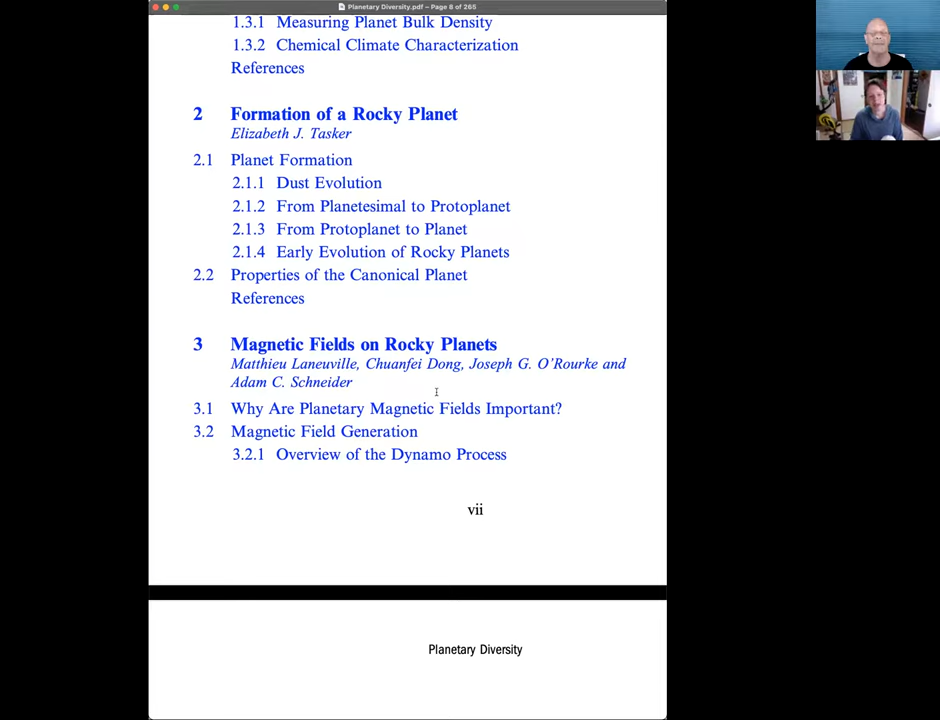 Planetary Diversity.pdf – Page 8 of 265
1.3.1 Measuring Planet Bulk Density
1.3.2 Chemical Climate Characterization
References
2 Formation of a Rocky Planet
Elizabeth J. Tasker
2.1 Planet Formation
2.1.1 Dust Evolution
2.1.2 From Planetesimal to Protoplanet
2.1.3 From Protoplanet to Planet
2.1.4 Early Evolution of Rocky Planets
2.2 Properties of the Canonical Planet
References
3 Magnetic Fields on Rocky Planets
Matthieu Laneuville, Chuanfei Dong, Joseph G. O’Rourke and
Adam C. Schneider
3.1 Why Are Planetary Magnetic Fields Important?
3.2 Magnetic Field Generation
3.2.1 Overview of the Dynamo Process
vii
Planetary Diversity